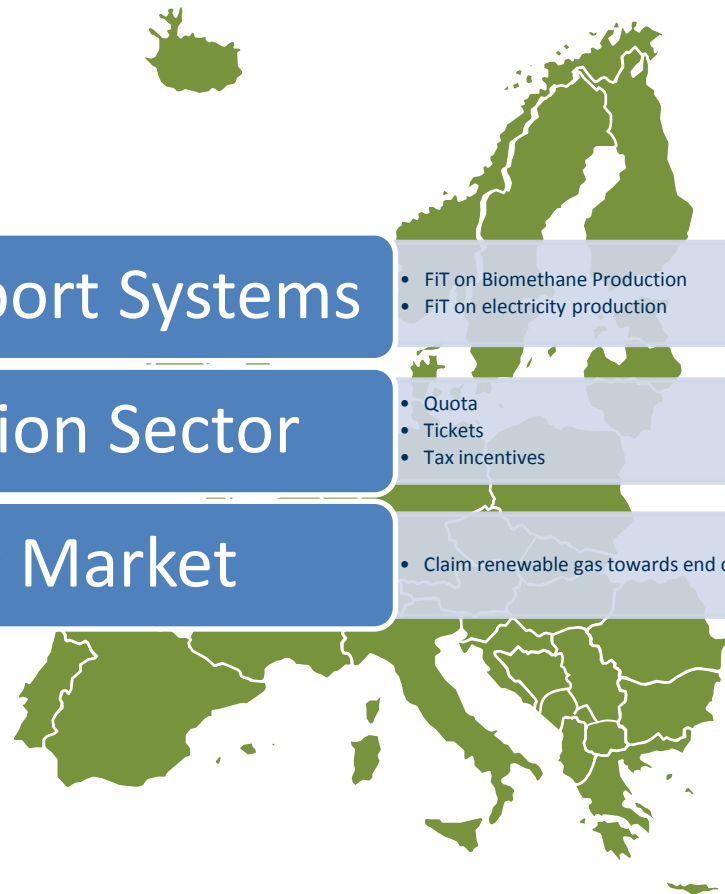 port Systems
• FiT on Biomethane Production
• FiT on electricity production
ion Sector
• Quota
• Tickets
• Tax incentives
Market
• Claim renewable gas towards end